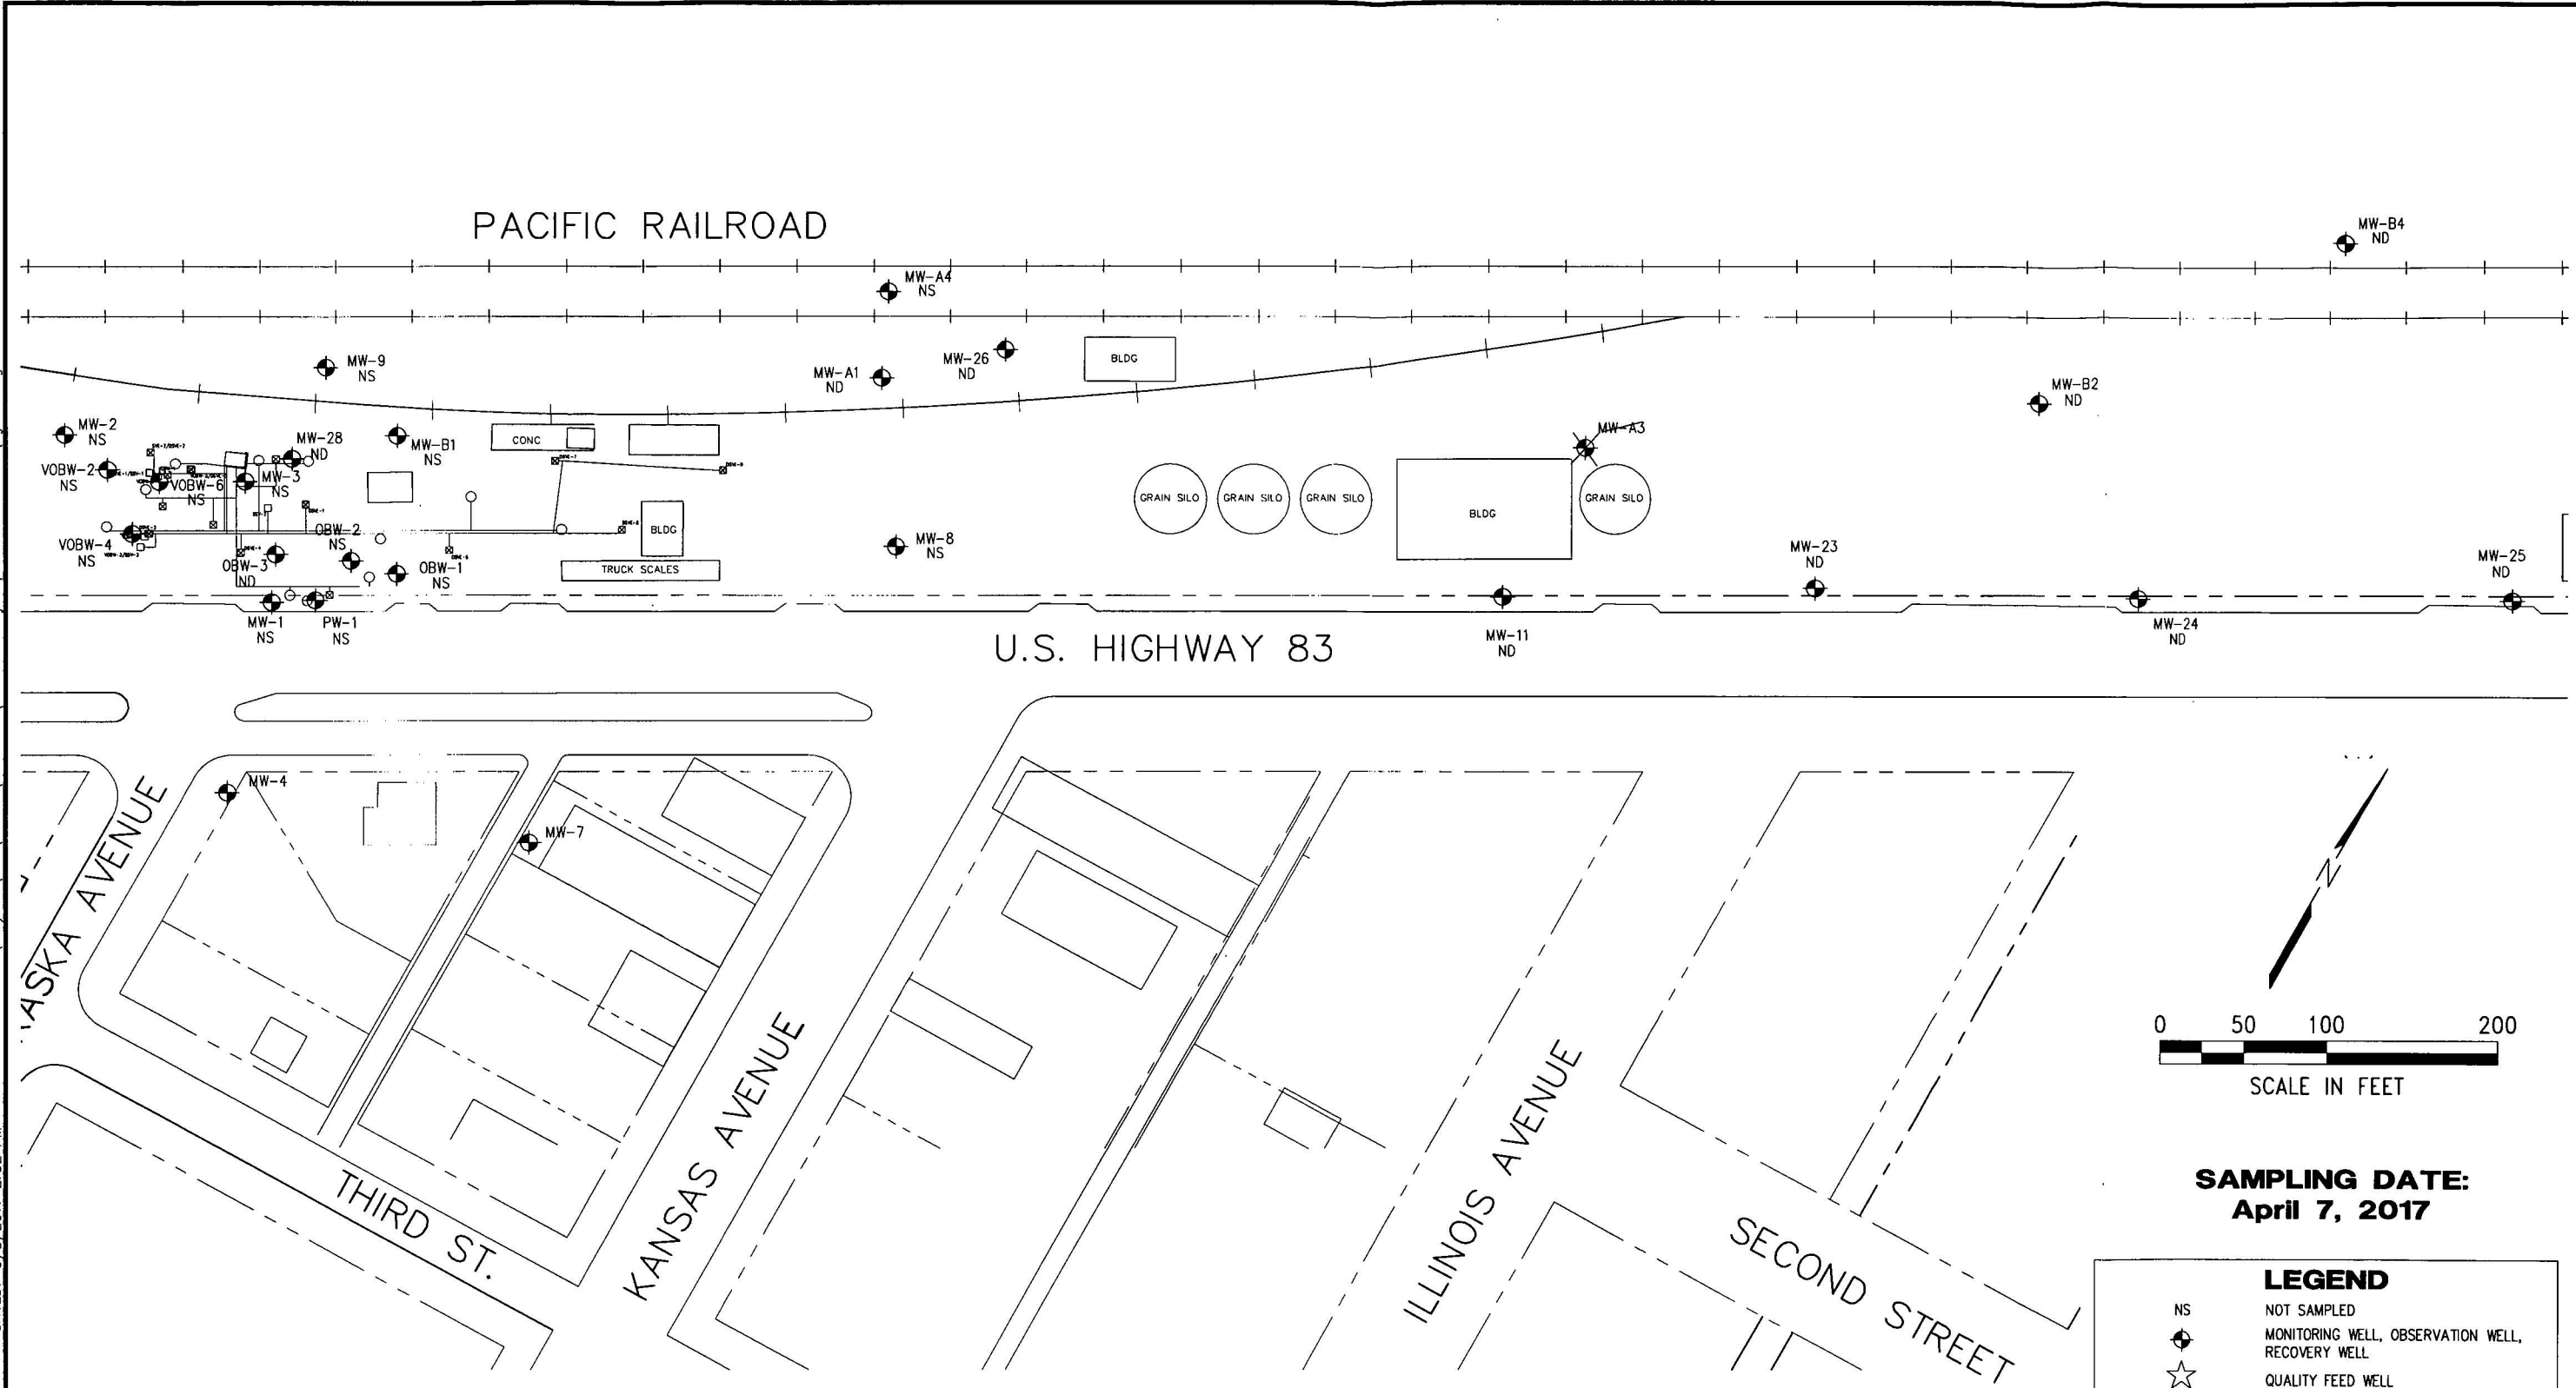 PACIFIC RAILROAD
MW-B4
ND
MW-A4
NS
MW-9
NS
MW-26
ND
BLDG
MW-A1
ND
MW-B2
ND
MW-2
NS
MW-28
ND
MW-B1
NS
CONC
MW-A3
VOBW-2
NS
VOBW-6
NS
MW-3
NS
GRAIN SILO
GRAIN SILO
GRAIN SILO
BLDG
GRAIN SILO
VOBW-4
NS
OBW-2
NS
BLDG
MW-8
NS
MW-23
ND
MW-25
ND
OBW-3
ND
OBW-1
NS
TRUCK SCALES
MW-1
NS
PW-1
NS
MW-11
ND
MW-24
ND
U.S. HIGHWAY 83
MW-4
MW-7
ASKA AVENUE
N
0 50 100 200
SCALE IN FEET
KANSAS AVENUE
ILLINOIS AVENUE
THIRD ST.
SECOND STREET
SAMPLING DATE:
April 7, 2017
LEGEND
NS NOT SAMPLED
MONITORING WELL, OBSERVATION WELL,
RECOVERY WELL
QUALITY FEED WELL